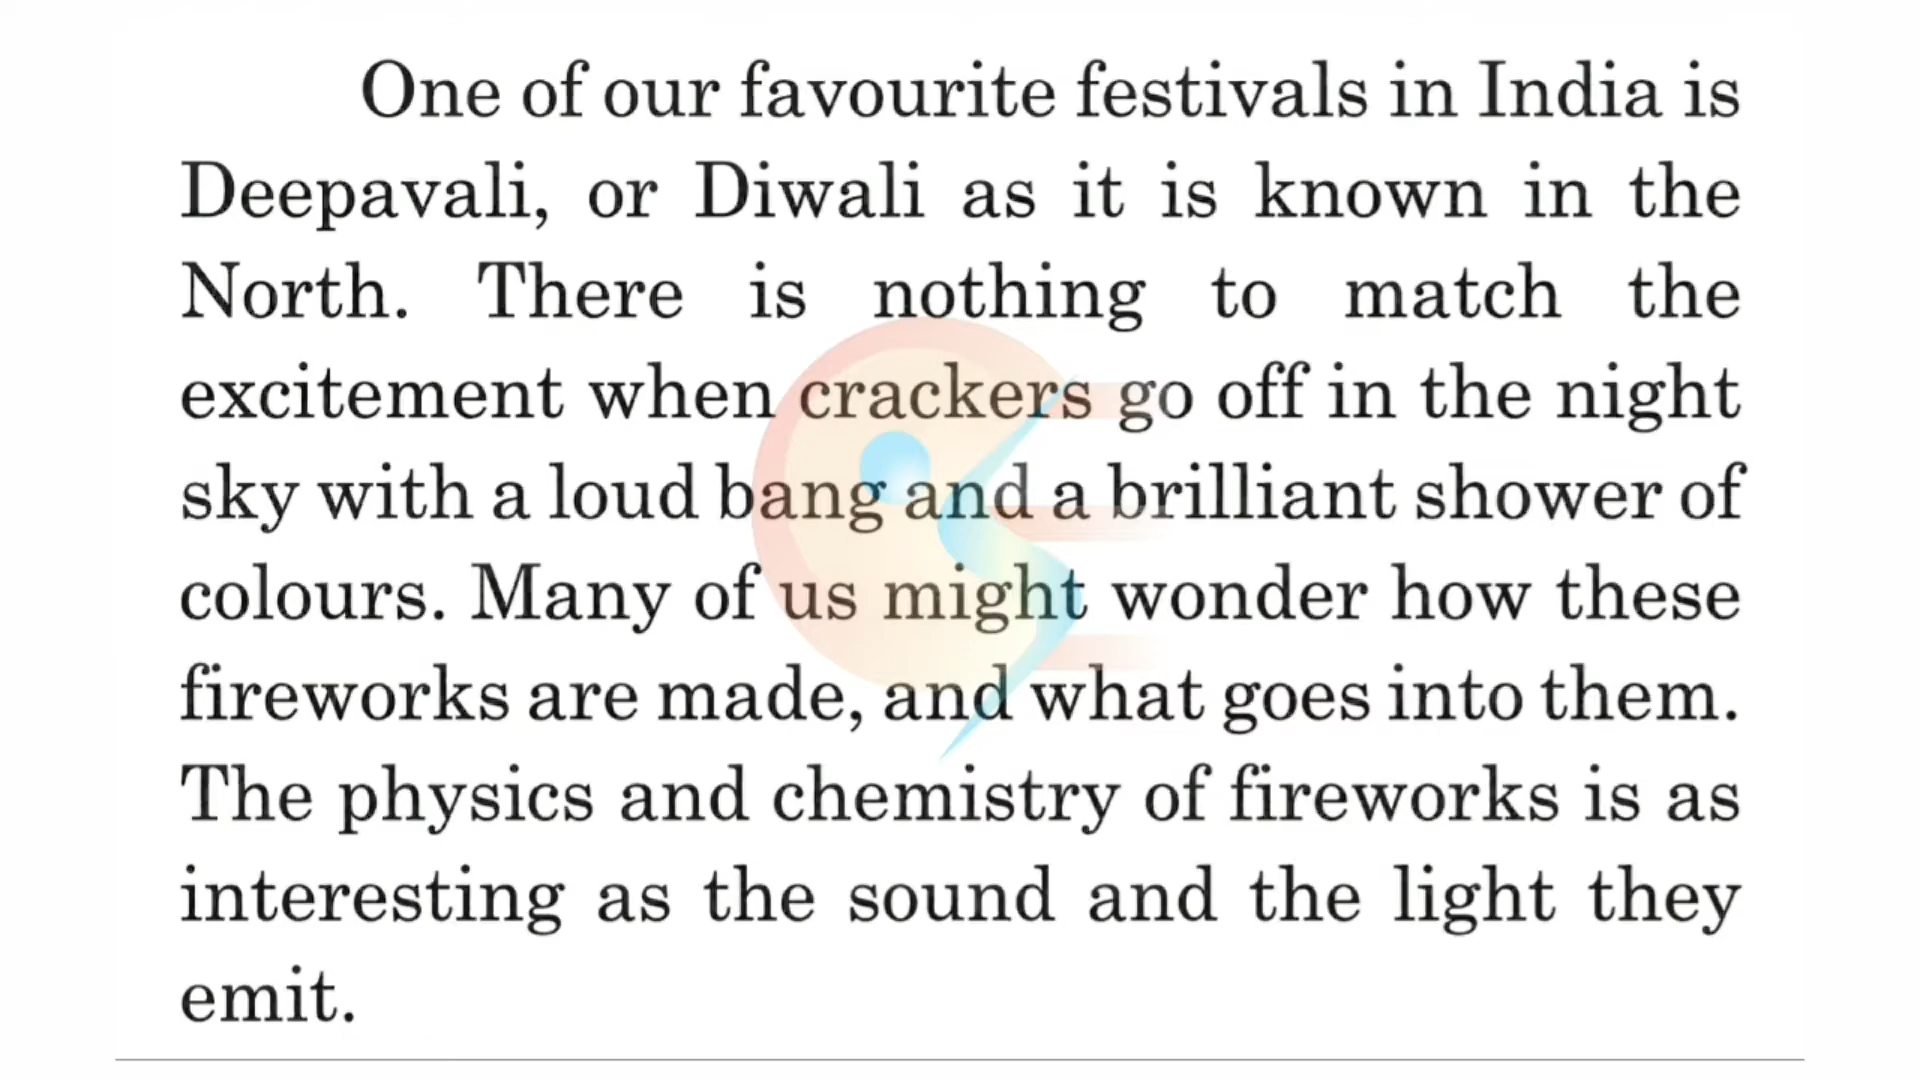 One of our favourite festivals in India is
Deepavali, or Diwali as it is known in the
North. There is nothing to match the
excitement when crackers go off in the night
sky with a loud bang and a brilliant shower of
colours. Many of us might wonder how these
fireworks are made, and what goes into them.
The physics and chemistry of fireworks is as
interesting as the sound and the light they
emit.